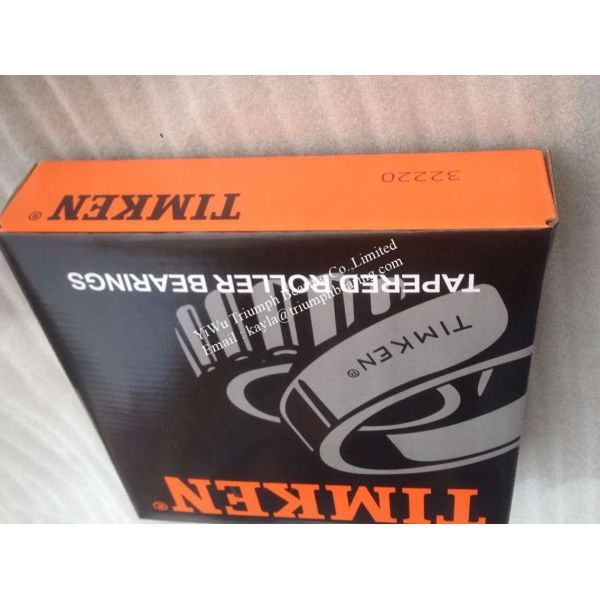 32220
TIMKEN®
YiWu Triumph Bearing Co.,Limited
Email : kayla@triumphbearing.com
TAPERED ROLLER BEARINGS
TIMKEN®
TIMKEN®